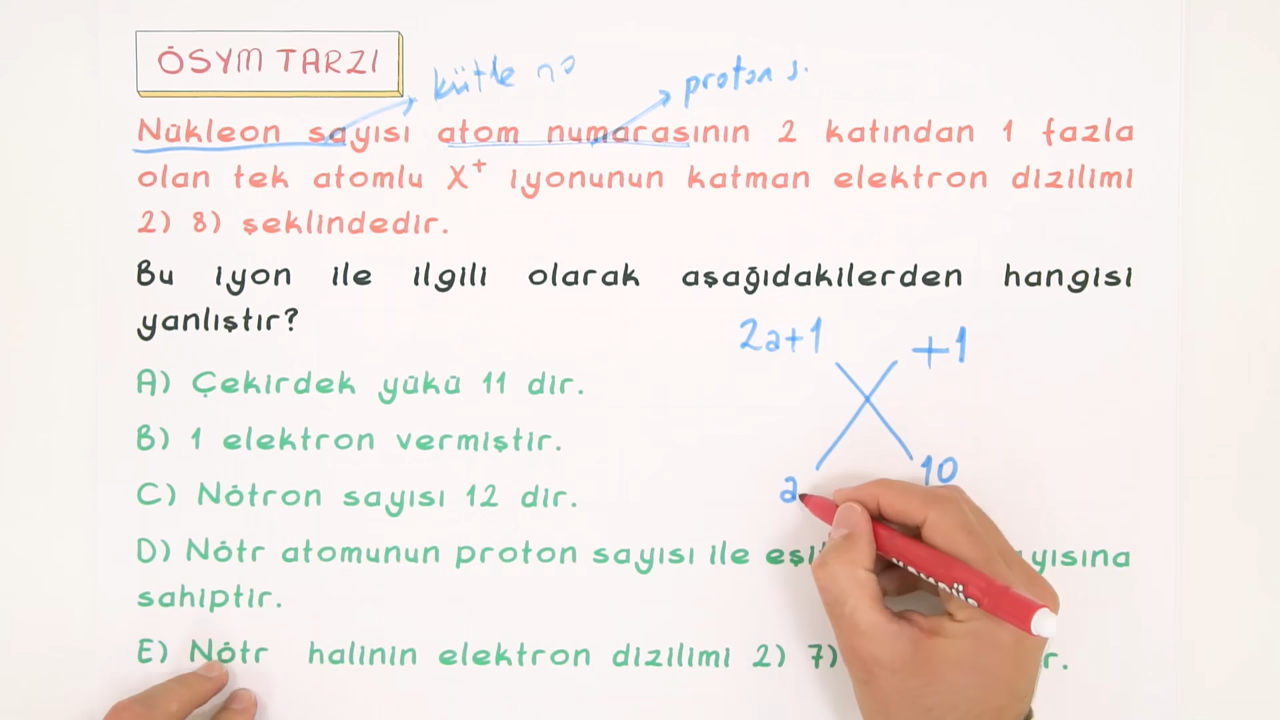 ÖSYM TARZI
kütle no
proton s.
Nükleon sayısı atom numarasının 2 katından 1 fazla
olan tek atomlu X⁺ iyonunun katman elektron dizilimi
2) 8) şeklindedir.
Bu iyon ile ilgili olarak aşağıdakilerden hangisi
yanlıştır?
2a+1 +1
a 10
A) Çekirdek yükü 11 dir.
B) 1 elektron vermiştir.
C) Nötron sayısı 12 dir.
D) Nötr atomunun proton sayısı ile
sahiptir.
E) Nötr halinin elektron dizilimi 2) 7)